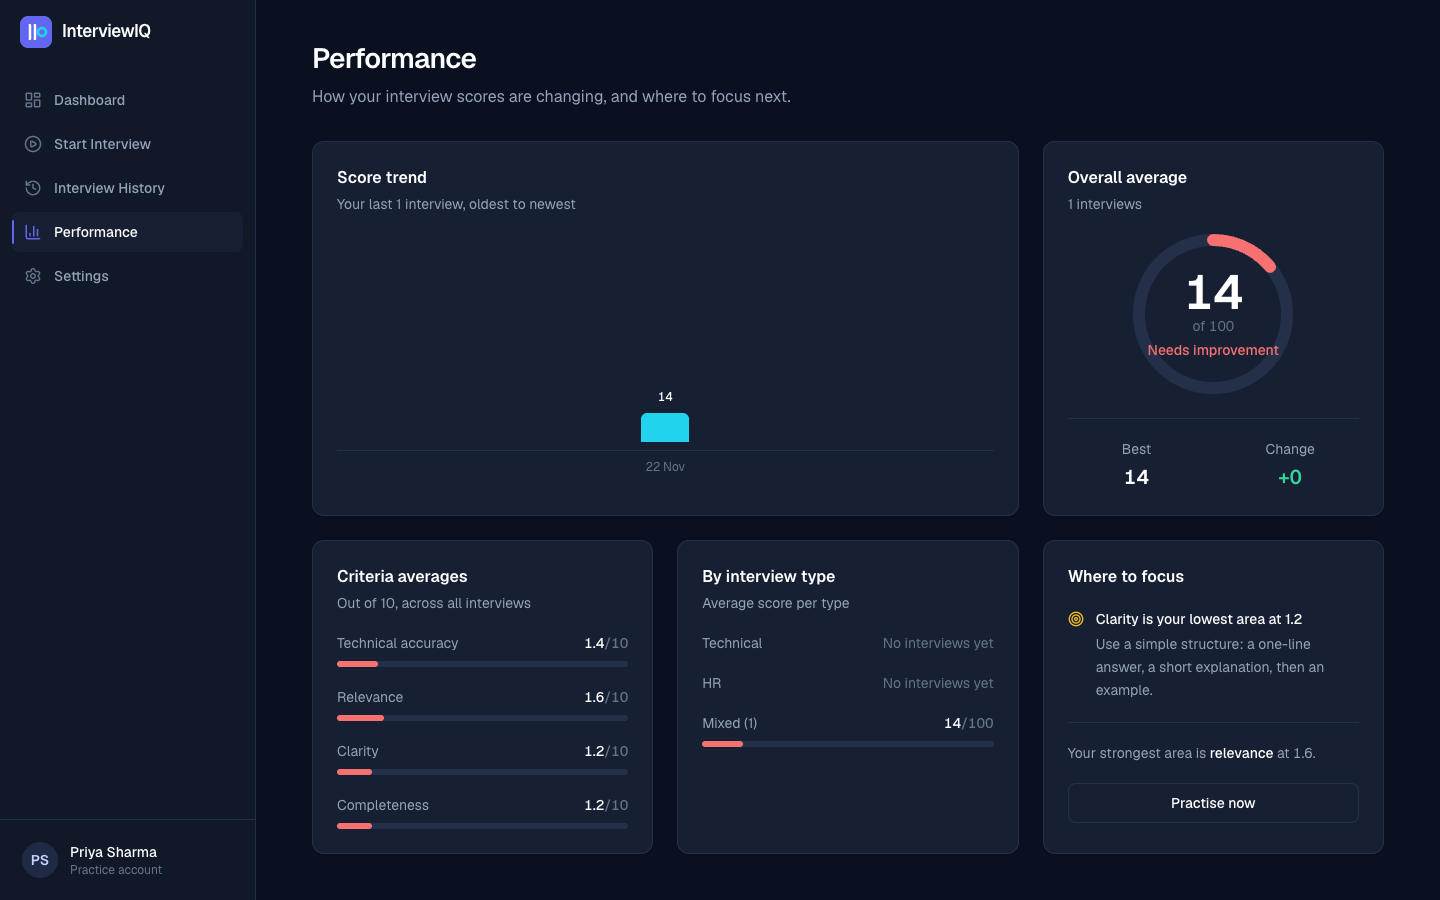 InterviewIQ
Dashboard
Start Interview
Interview History
Performance
Settings
Priya Sharma
PS
Practice account
Performance
How your interview scores are changing, and where to focus next.
Score trend
Your last 1 interview, oldest to newest
14
22 Nov
Overall average
1 interviews
14
of 100
Needs improvement
Best
Change
14
+0
Criteria averages
Out of 10, across all interviews
Technical accuracy 1.4/10
Relevance 1.6/10
Clarity 1.2/10
Completeness 1.2/10
By interview type
Average score per type
Technical No interviews yet
HR No interviews yet
Mixed (1) 14/100
Where to focus
Clarity is your lowest area at 1.2
Use a simple structure: a one-line
answer, a short explanation, then an
example.
Your strongest area is relevance at 1.6.
Practise now